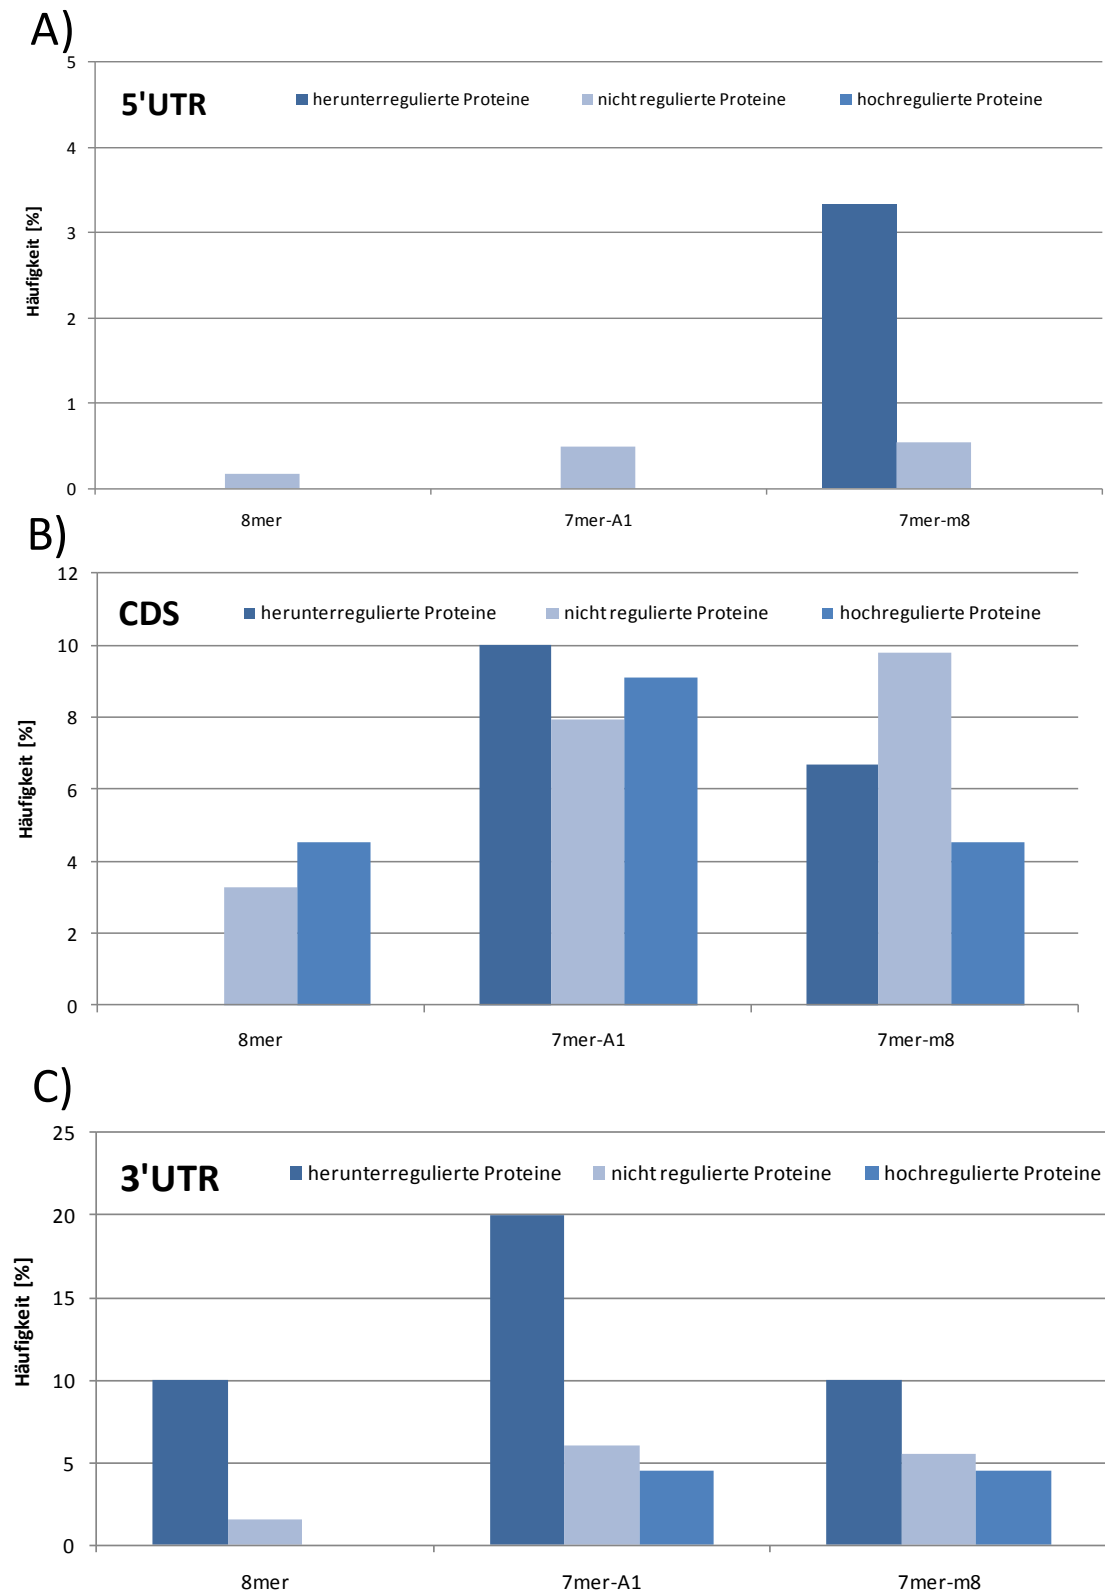 A)
5
5'UTR
herunterregulierte Proteine
nicht regulierte Proteine
hochregulierte Proteine
4
3
2
1
0
Häufigkeit [%]
8mer
7mer-A1
7mer-m8
B)
12
CDS
herunterregulierte Proteine
nicht regulierte Proteine
hochregulierte Proteine
10
8
6
4
2
0
Häufigkeit [%]
8mer
7mer-A1
7mer-m8
C)
25
3'UTR
herunterregulierte Proteine
nicht regulierte Proteine
hochregulierte Proteine
20
15
10
5
0
Häufigkeit [%]
8mer
7mer-A1
7mer-m8